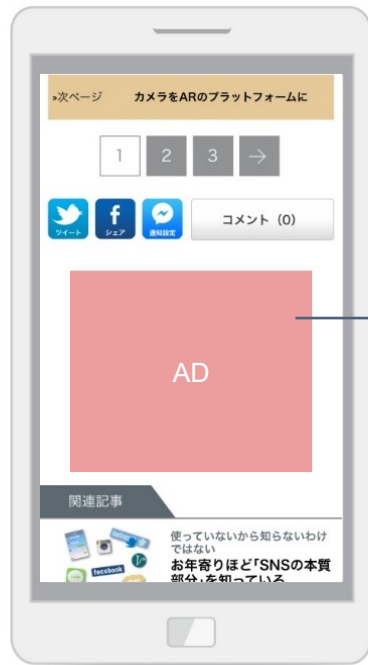 »次ページ カメラをARのプラットフォームに
1 2 3 →
ツイート シェア 通知設定 コメント (0)
AD
関連記事
使っていないから知らないわけ
ではない
お年寄りほど「SNSの本質
部分」を知っている
facebook